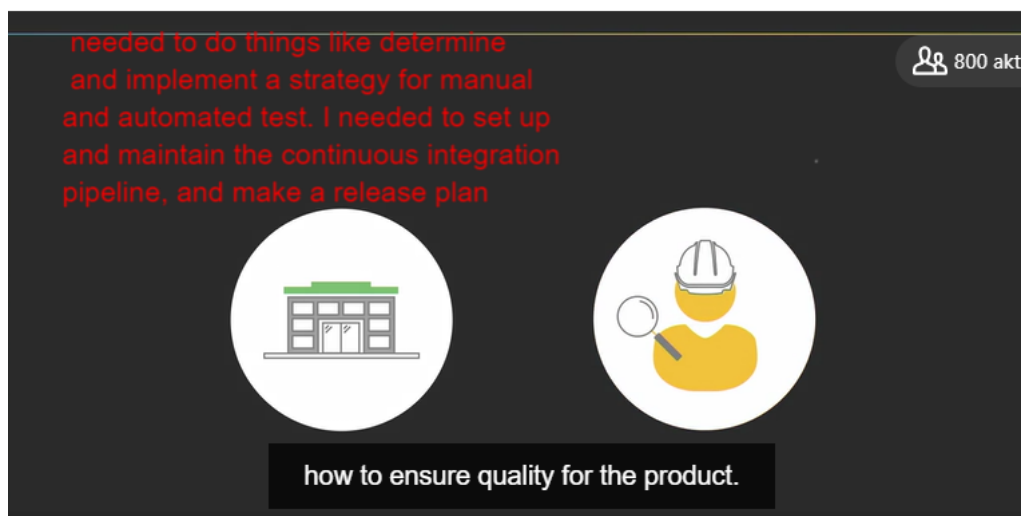 needed to do things like determine
and implement a strategy for manual
and automated test. I needed to set up
and maintain the continuous integration
pipeline, and make a release plan
800 akt
how to ensure quality for the product.